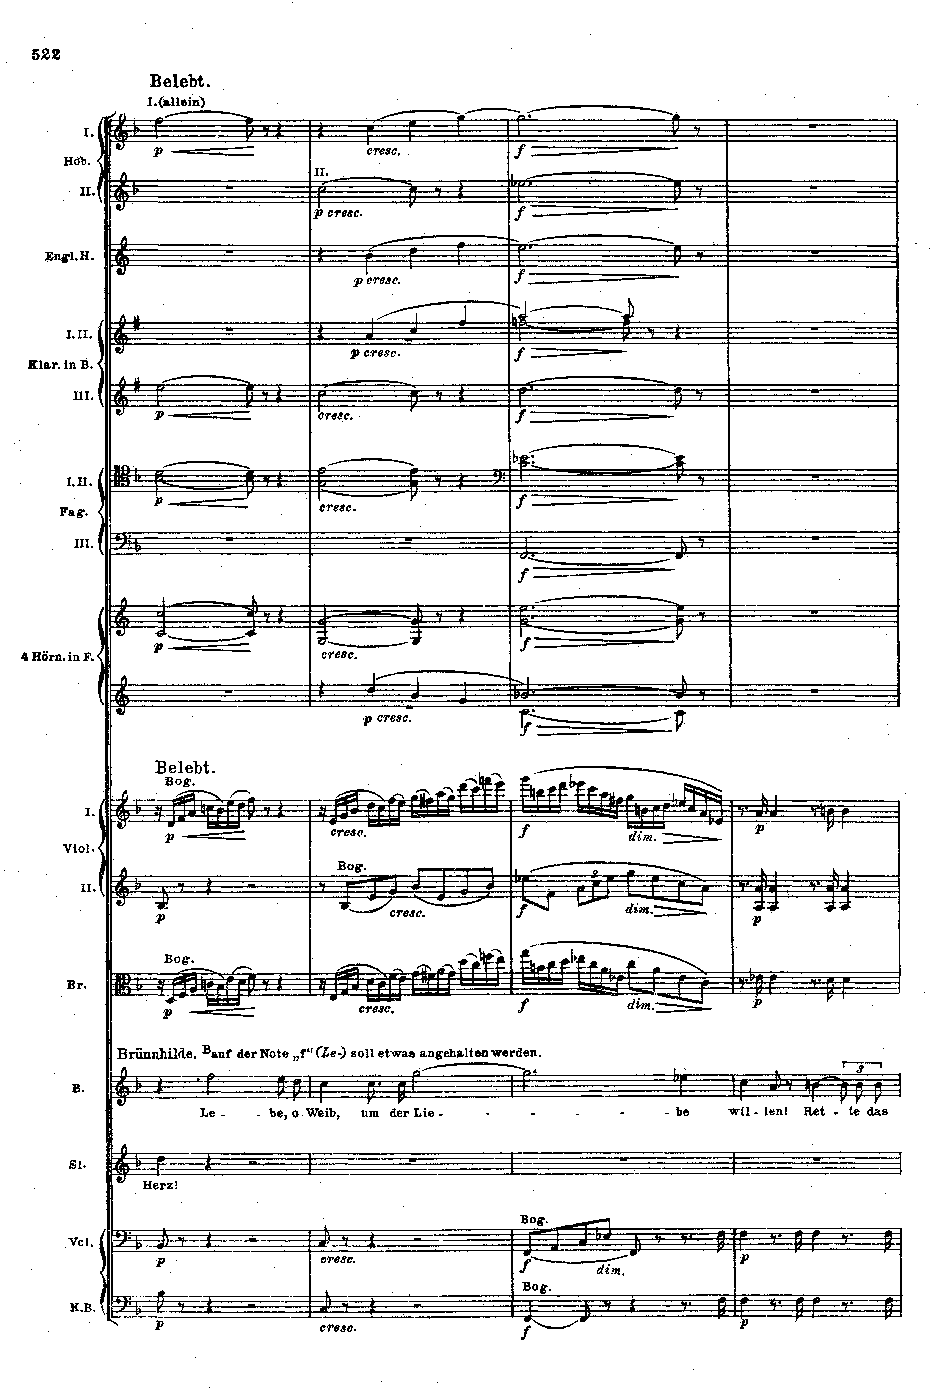 522
Belebt.
I.(allein)
I.
p
cresc.
f
Hob.
II.
II.
p cresc.
f
Engl.H.
p cresc.
f
I.II.
p cresc.
f
Klar. in B.
III.
p
cresc.
f
I.II.
p
cresc.
f
Fag.
III.
f
p
cresc.
f
4 Hörn. in F.
p cresc.
f
Belebt.
Bog.
I.
p
cresc.
f
dim.
p
Viol.
Bog.
II.
p
cresc.
f
2
dim.
p
Bog.
Br.
p
cresc.
f
dim.
p
Brünnhilde. B auf der Note „f“ (Le-) soll etwas angehalten werden.
B.
3
Le - - be, o Weib, um der Lie - - - - - - - be wil - len! Ret - te das
Si.
Herz!
Bog.
Vcl.
p
cresc.
f
dim.
p
Bog.
K.B.
p
cresc.
f
p